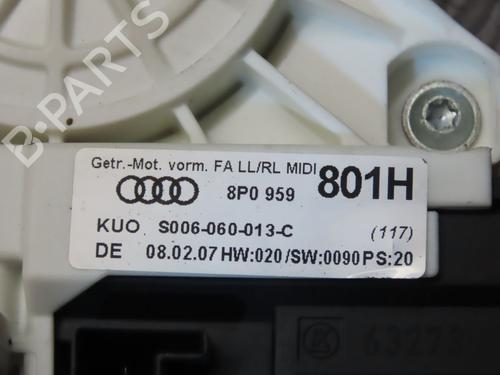 B-PARTS
Getr.-Mot. vorm. FA LL/RL MIDI
8P0 959 801H
KUO S006-060-013-C (117)
DE 08.02.07 HW:020/SW:0090 PS:20
K 63273